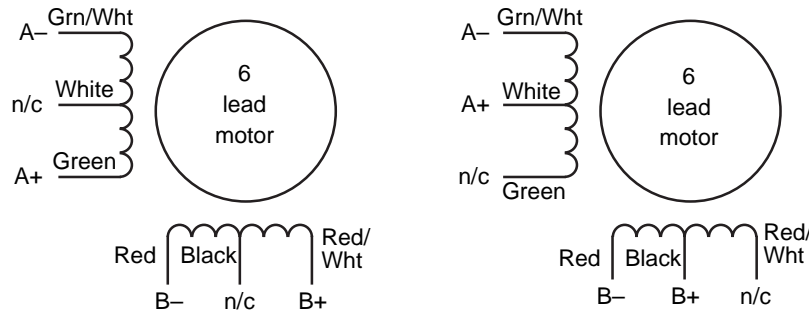 Grn/Wht
A–
White
n/c
Green
A+
6
lead
motor
Red
Black
Red/
Wht
B–
n/c
B+
Grn/Wht
A–
White
A+
n/c
Green
6
lead
motor
Red
Black
Red/
Wht
B–
B+
n/c